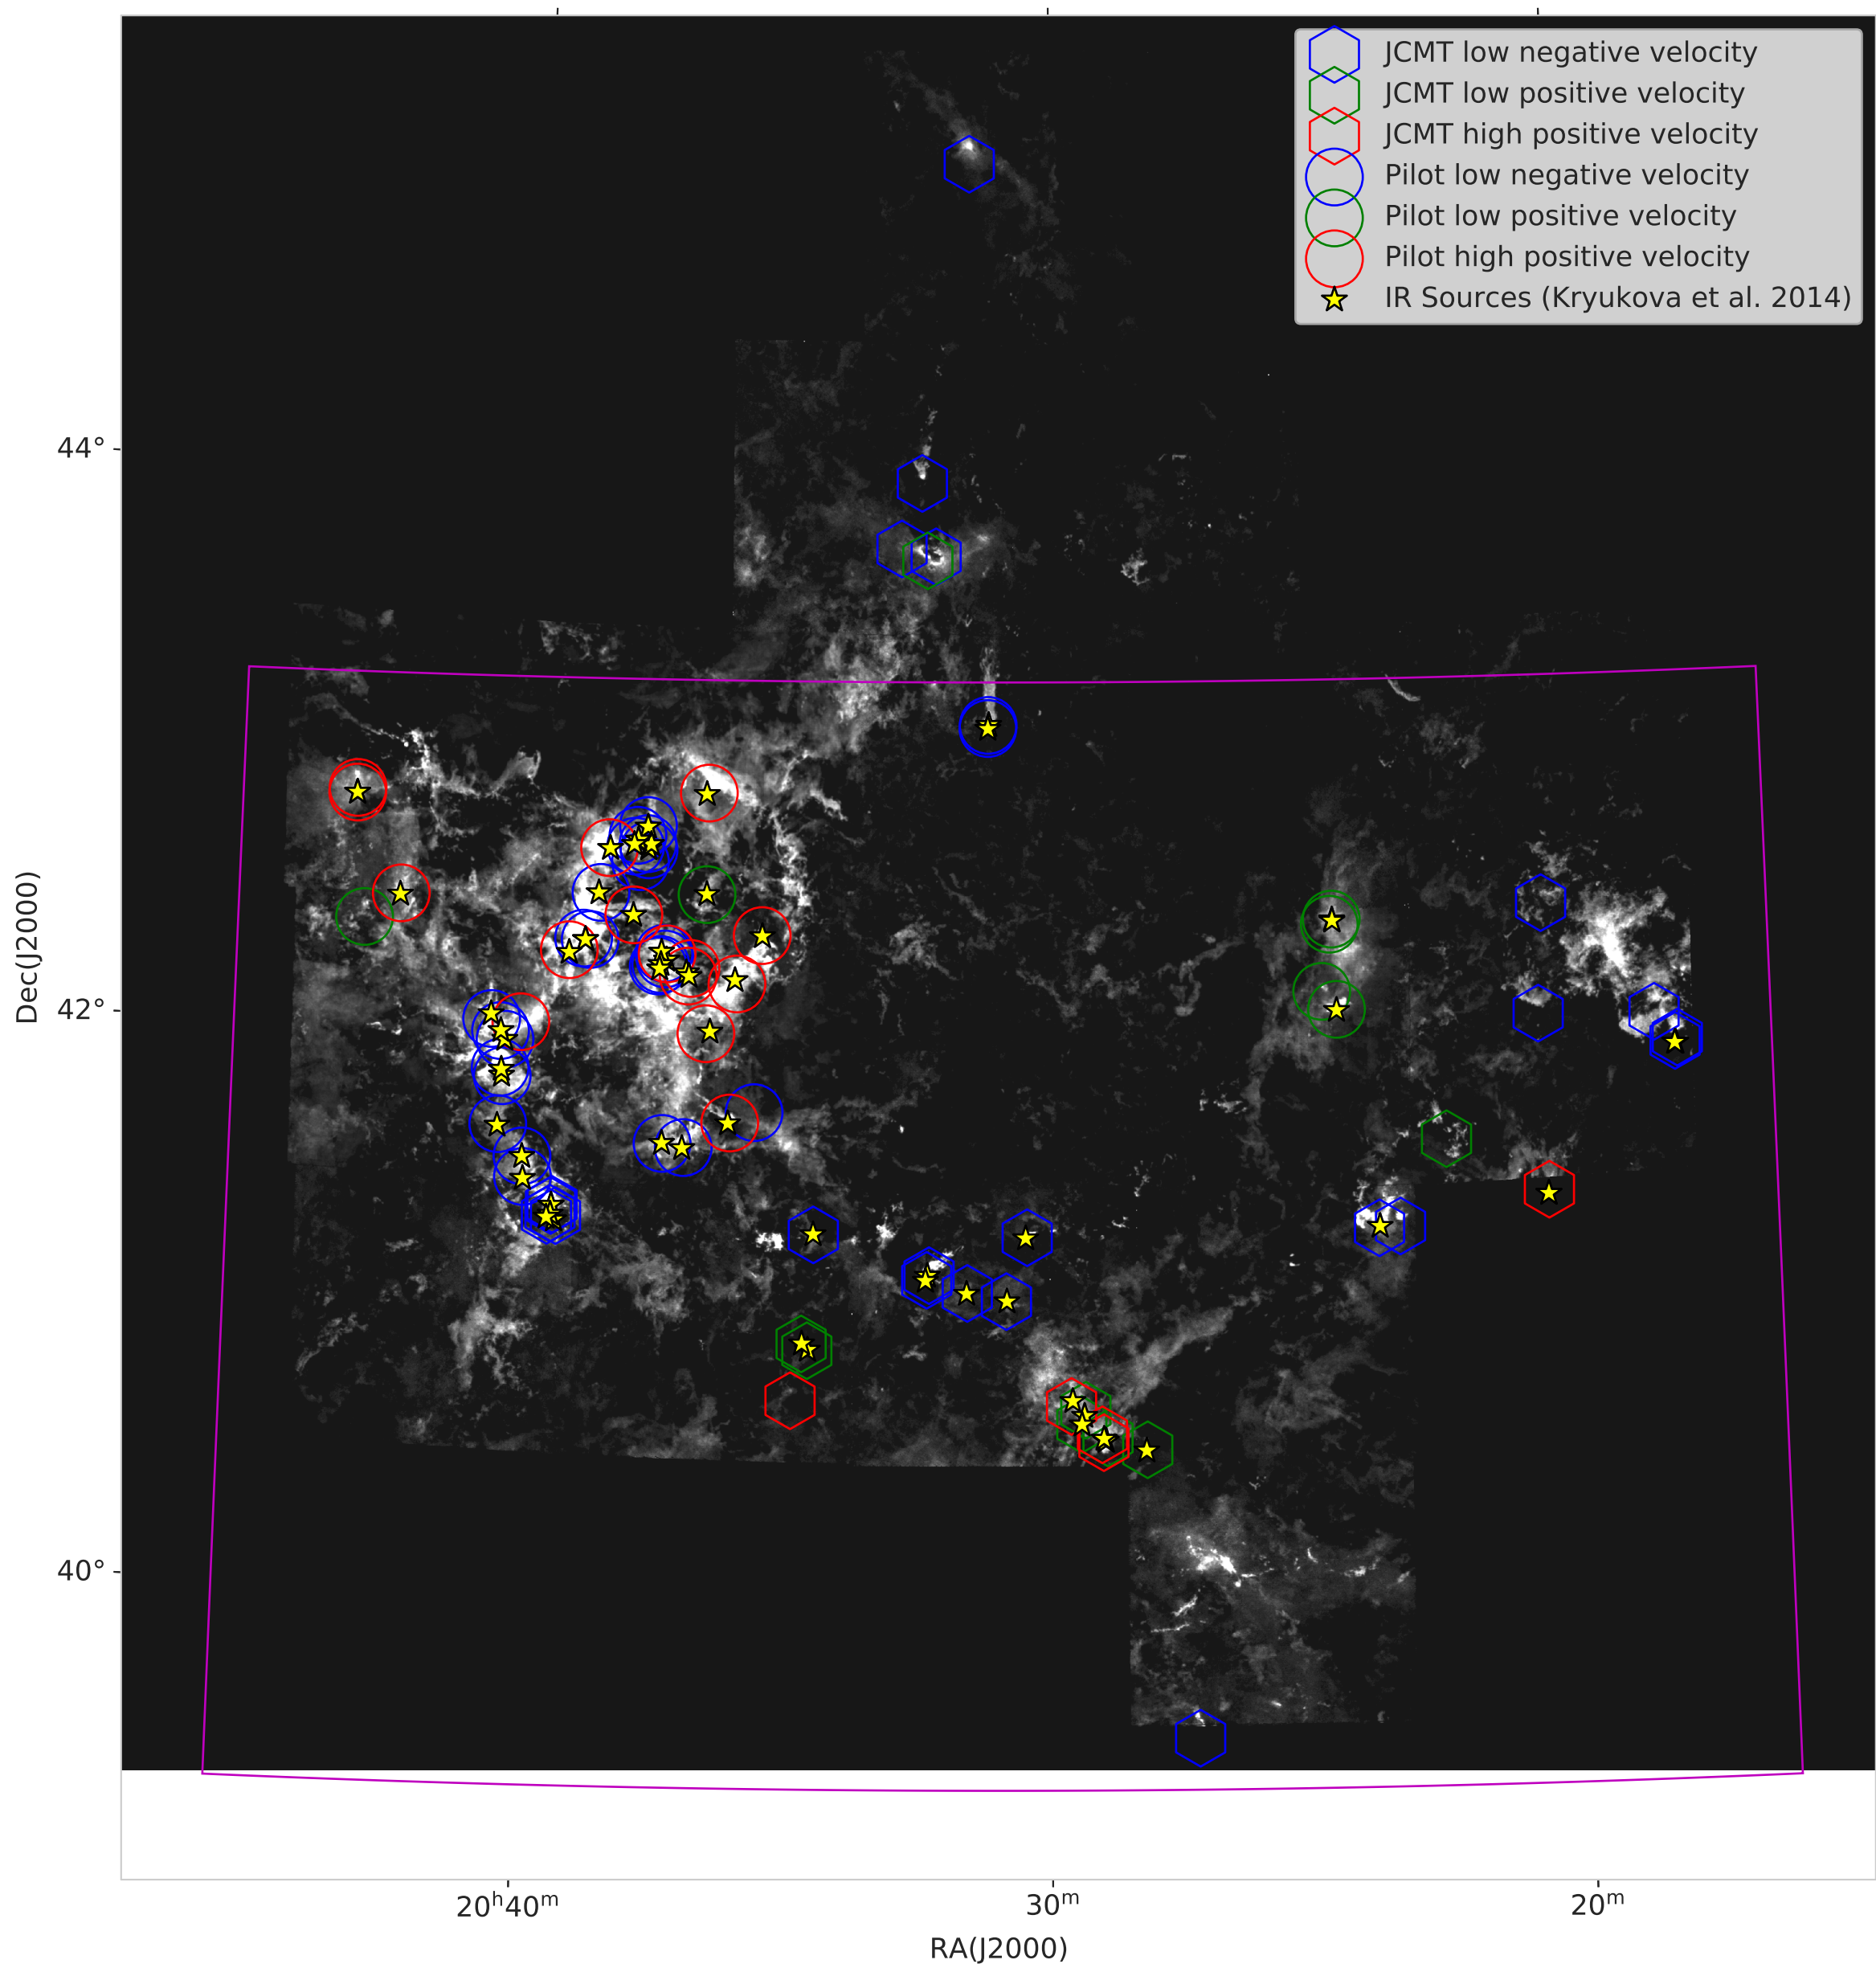 JCMT low negative velocity
JCMT low positive velocity
JCMT high positive velocity
Pilot low negative velocity
Pilot low positive velocity
Pilot high positive velocity
IR Sources (Kryukova et al. 2014)
44°
42°
40°
Dec(J2000)
20ʰ40ᵐ
30ᵐ
20ᵐ
RA(J2000)